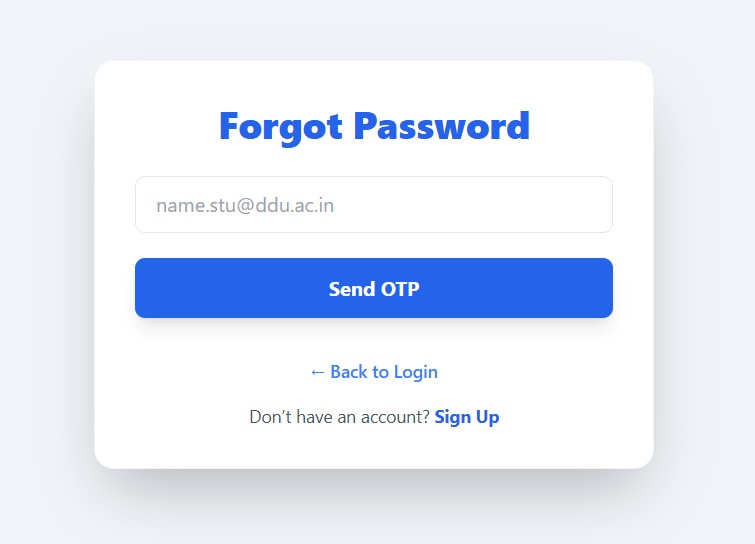 Forgot Password
name.stu@ddu.ac.in
Send OTP
← Back to Login
Don’t have an account? Sign Up